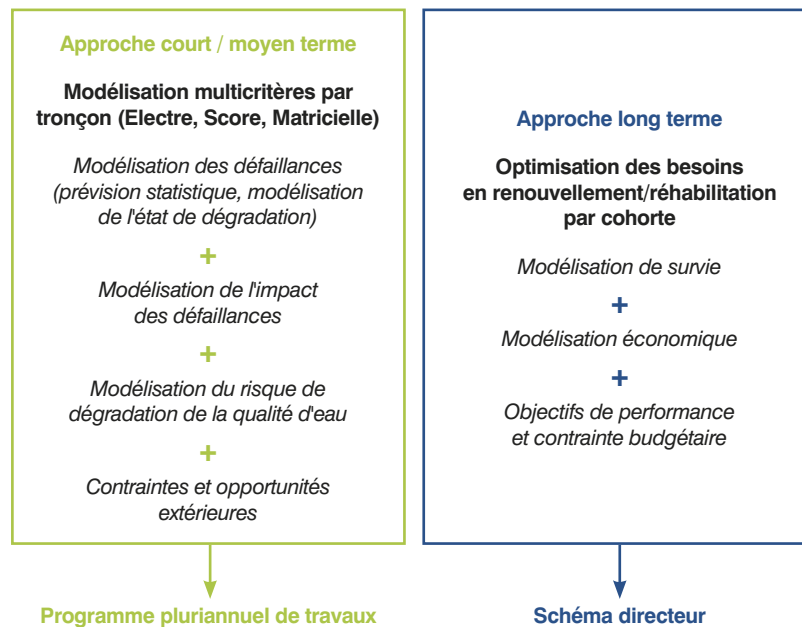 Approche court / moyen terme
Modélisation multicritères par
tronçon (Electre, Score, Matricielle)
Modélisation des défaillances
(prévision statistique, modélisation
de l'état de dégradation)
+
Modélisation de l'impact
des défaillances
+
Modélisation du risque de
dégradation de la qualité d'eau
+
Contraintes et opportunités
extérieures
Programme pluriannuel de travaux
Approche long terme
Optimisation des besoins
en renouvellement/réhabilitation
par cohorte
Modélisation de survie
+
Modélisation économique
+
Objectifs de performance
et contrainte budgétaire
Schéma directeur